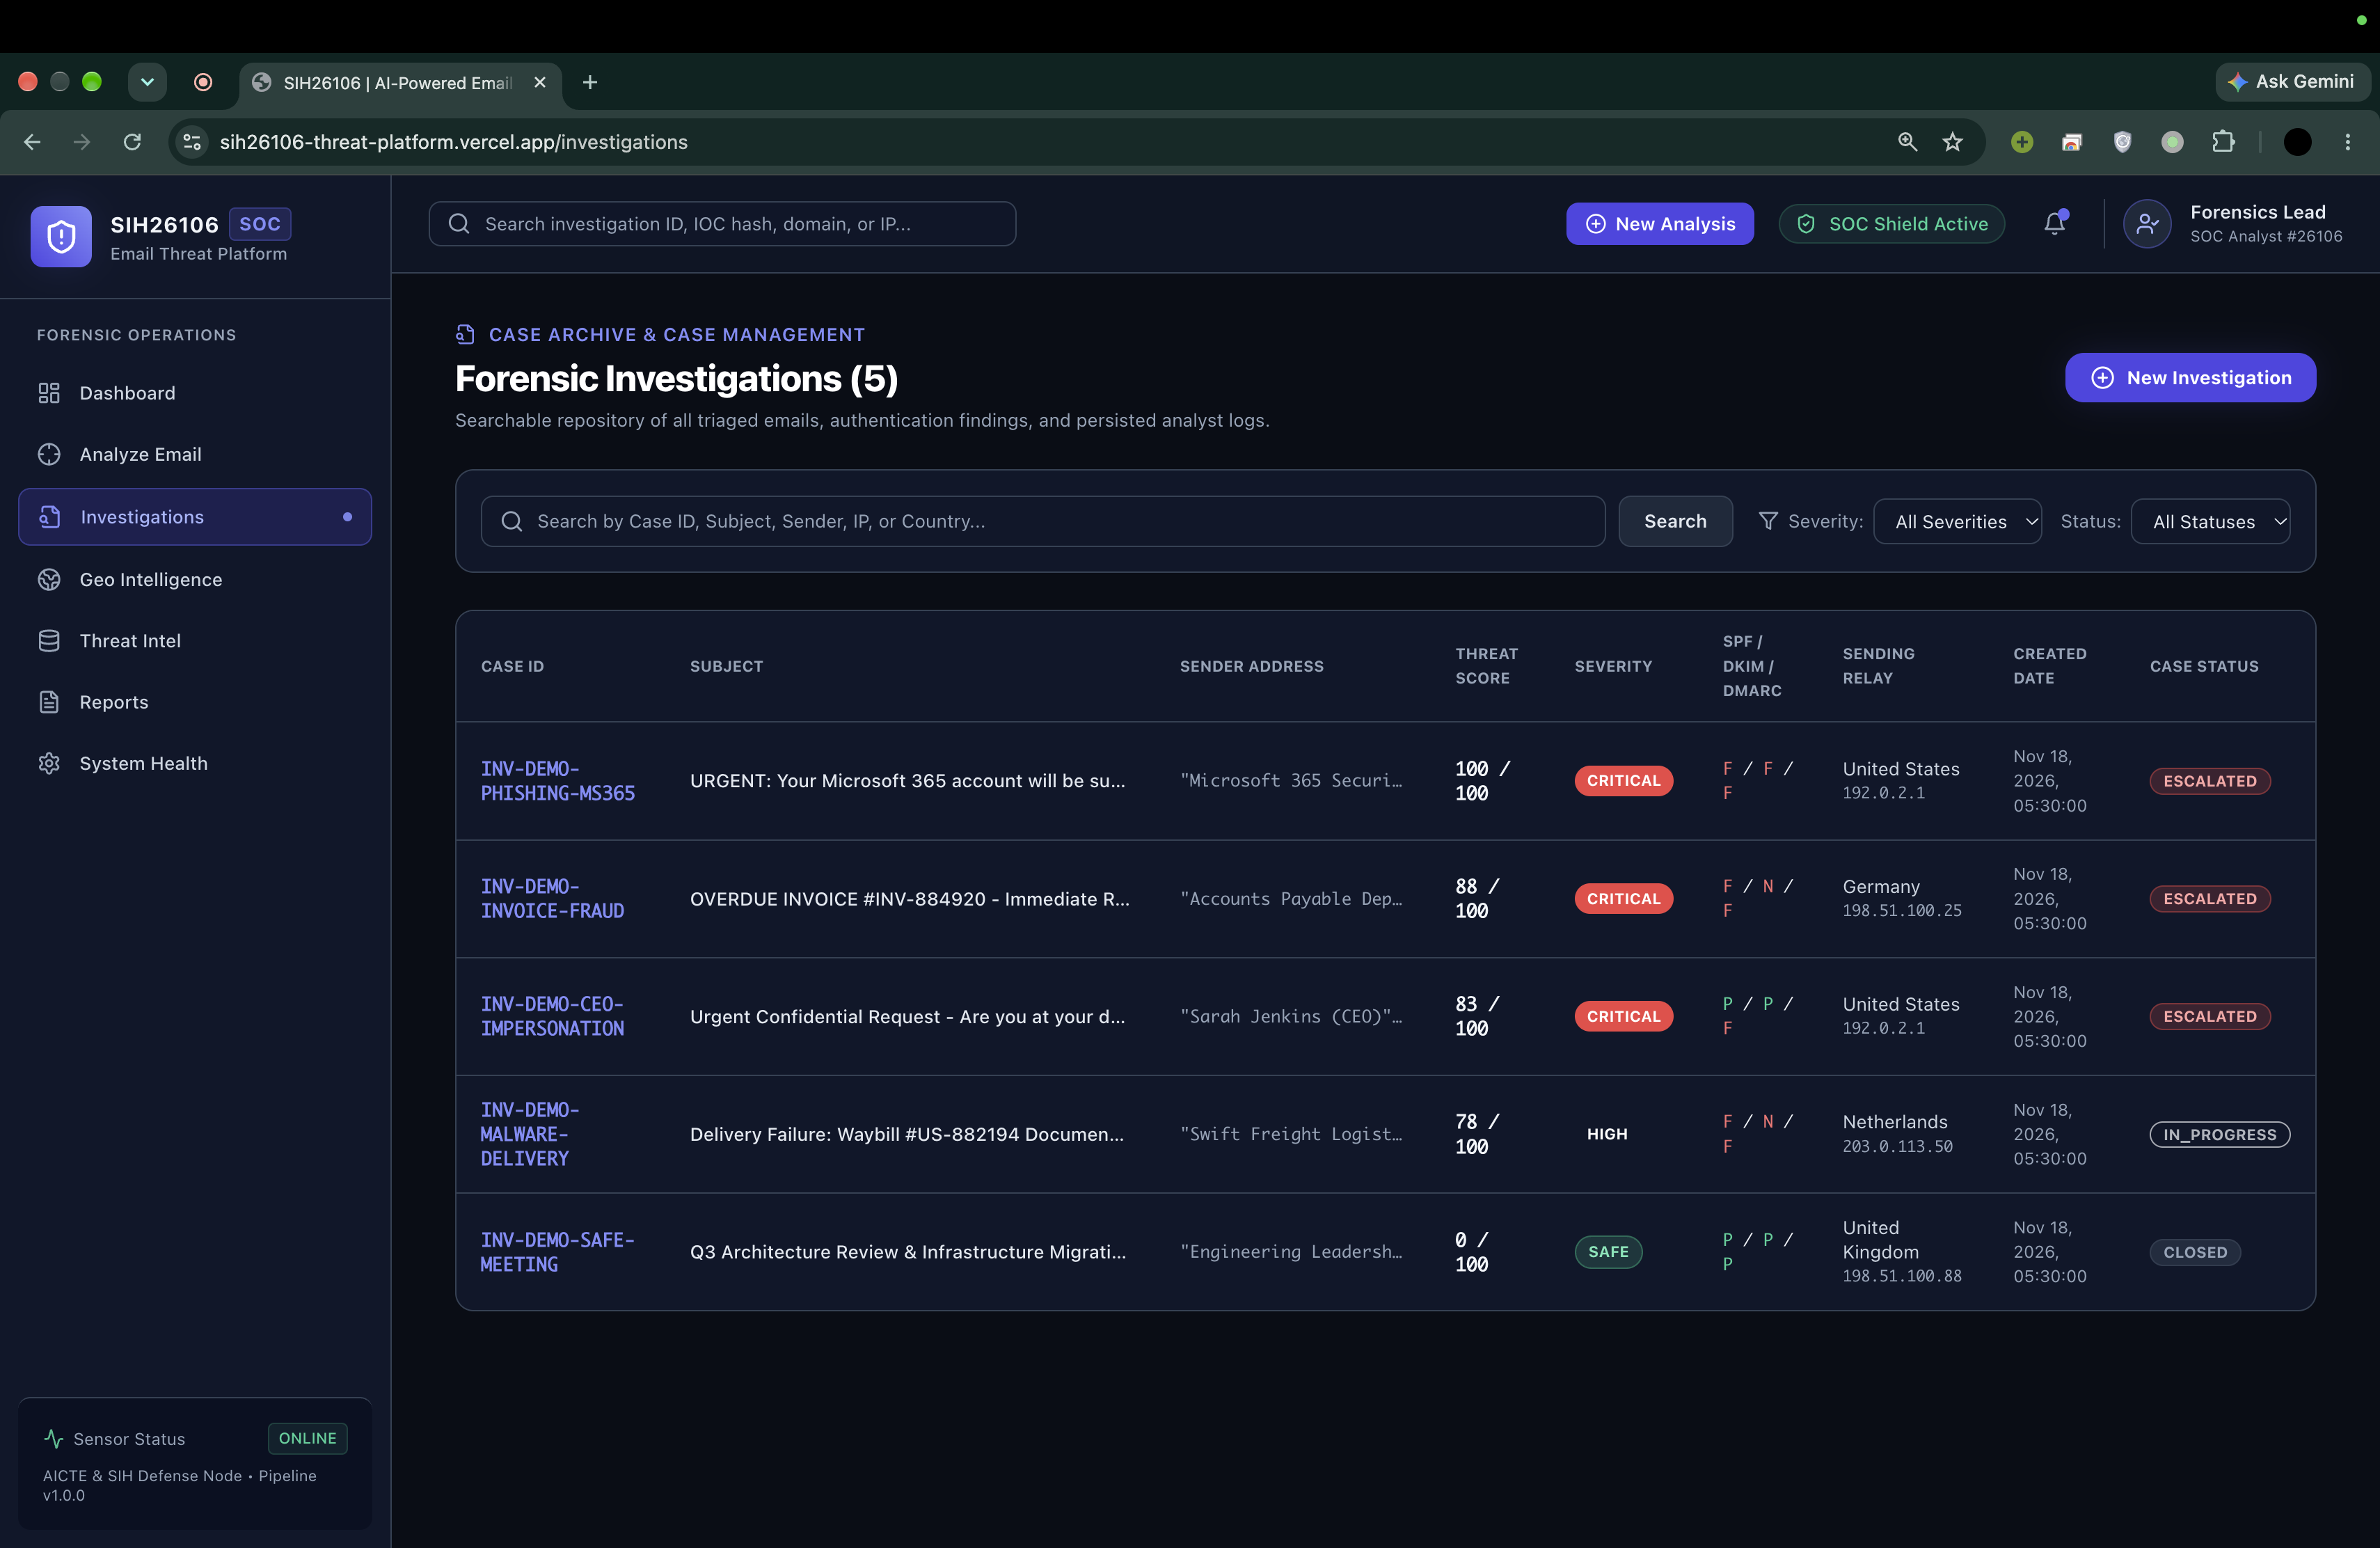 SIH26106 | AI-Powered Email
Ask Gemini
sih26106-threat-platform.vercel.app/investigations
SIH26106 SOC
Email Threat Platform
Search investigation ID, IOC hash, domain, or IP...
New Analysis
SOC Shield Active
Forensics Lead
SOC Analyst #26106
FORENSIC OPERATIONS
Dashboard
Analyze Email
Investigations
Geo Intelligence
Threat Intel
Reports
System Health
Sensor Status ONLINE
AICTE & SIH Defense Node • Pipeline
v1.0.0
CASE ARCHIVE & CASE MANAGEMENT
Forensic Investigations (5)
Searchable repository of all triaged emails, authentication findings, and persisted analyst logs.
New Investigation
Search by Case ID, Subject, Sender, IP, or Country...
Search
Severity: All Severities
Status: All Statuses
CASE ID
SUBJECT
SENDER ADDRESS
THREAT
SCORE
SEVERITY
SPF /
DKIM /
DMARC
SENDING
RELAY
CREATED
DATE
CASE STATUS
INV-DEMO-
PHISHING-MS365
URGENT: Your Microsoft 365 account will be su...
"Microsoft 365 Securi...
100 /
100
CRITICAL
F / F /
F
United States
192.0.2.1
Nov 18,
2026,
05:30:00
ESCALATED
INV-DEMO-
INVOICE-FRAUD
OVERDUE INVOICE #INV-884920 - Immediate R...
"Accounts Payable Dep...
88 /
100
CRITICAL
F / N /
F
Germany
198.51.100.25
Nov 18,
2026,
05:30:00
ESCALATED
INV-DEMO-CEO-
IMPERSONATION
Urgent Confidential Request - Are you at your d...
"Sarah Jenkins (CEO)"...
83 /
100
CRITICAL
P / P /
F
United States
192.0.2.1
Nov 18,
2026,
05:30:00
ESCALATED
INV-DEMO-
MALWARE-
DELIVERY
Delivery Failure: Waybill #US-882194 Documen...
"Swift Freight Logist...
78 /
100
HIGH
F / N /
F
Netherlands
203.0.113.50
Nov 18,
2026,
05:30:00
IN_PROGRESS
INV-DEMO-SAFE-
MEETING
Q3 Architecture Review & Infrastructure Migrati...
"Engineering Leadersh...
0 /
100
SAFE
P / P /
P
United
Kingdom
198.51.100.88
Nov 18,
2026,
05:30:00
CLOSED